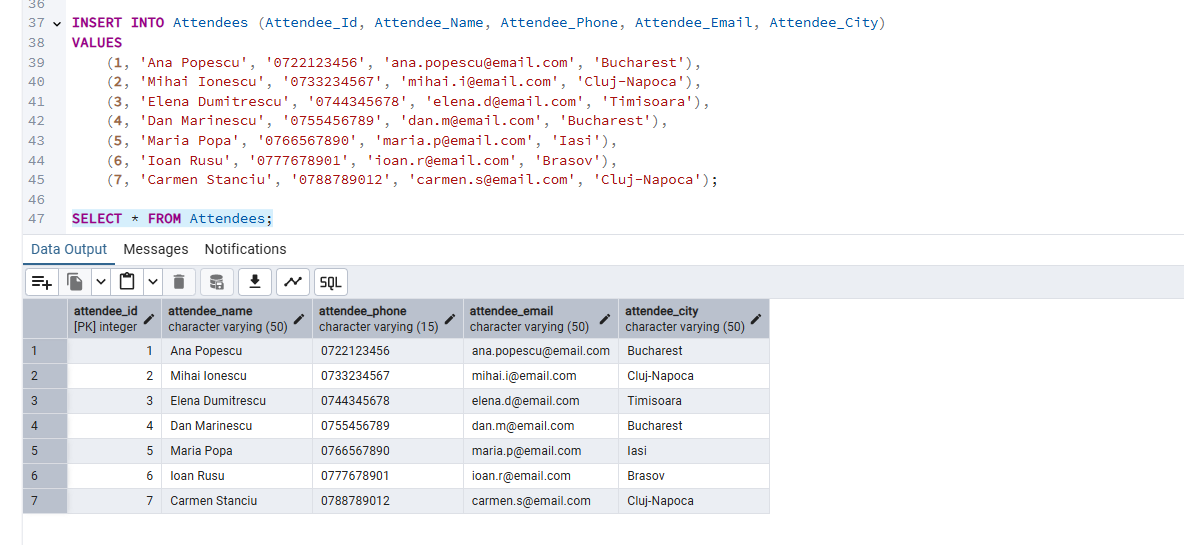 36
37 INSERT INTO Attendees (Attendee_Id, Attendee_Name, Attendee_Phone, Attendee_Email, Attendee_City)
38 VALUES
39 (1, 'Ana Popescu', '0722123456', 'ana.popescu@email.com', 'Bucharest'),
40 (2, 'Mihai Ionescu', '0733234567', 'mihai.i@email.com', 'Cluj-Napoca'),
41 (3, 'Elena Dumitrescu', '0744345678', 'elena.d@email.com', 'Timisoara'),
42 (4, 'Dan Marinescu', '0755456789', 'dan.m@email.com', 'Bucharest'),
43 (5, 'Maria Popa', '0766567890', 'maria.p@email.com', 'Iasi'),
44 (6, 'Ioan Rusu', '0777678901', 'ioan.r@email.com', 'Brasov'),
45 (7, 'Carmen Stanciu', '0788789012', 'carmen.s@email.com', 'Cluj-Napoca');
46
47 SELECT * FROM Attendees;
Data Output Messages Notifications
SQL
attendee_id attendee_name attendee_phone attendee_email attendee_city
[PK] integer character varying (50) character varying (15) character varying (50) character varying (50)
1 1 Ana Popescu 0722123456 ana.popescu@email.com Bucharest
2 2 Mihai Ionescu 0733234567 mihai.i@email.com Cluj-Napoca
3 3 Elena Dumitrescu 0744345678 elena.d@email.com Timisoara
4 4 Dan Marinescu 0755456789 dan.m@email.com Bucharest
5 5 Maria Popa 0766567890 maria.p@email.com Iasi
6 6 Ioan Rusu 0777678901 ioan.r@email.com Brasov
7 7 Carmen Stanciu 0788789012 carmen.s@email.com Cluj-Napoca